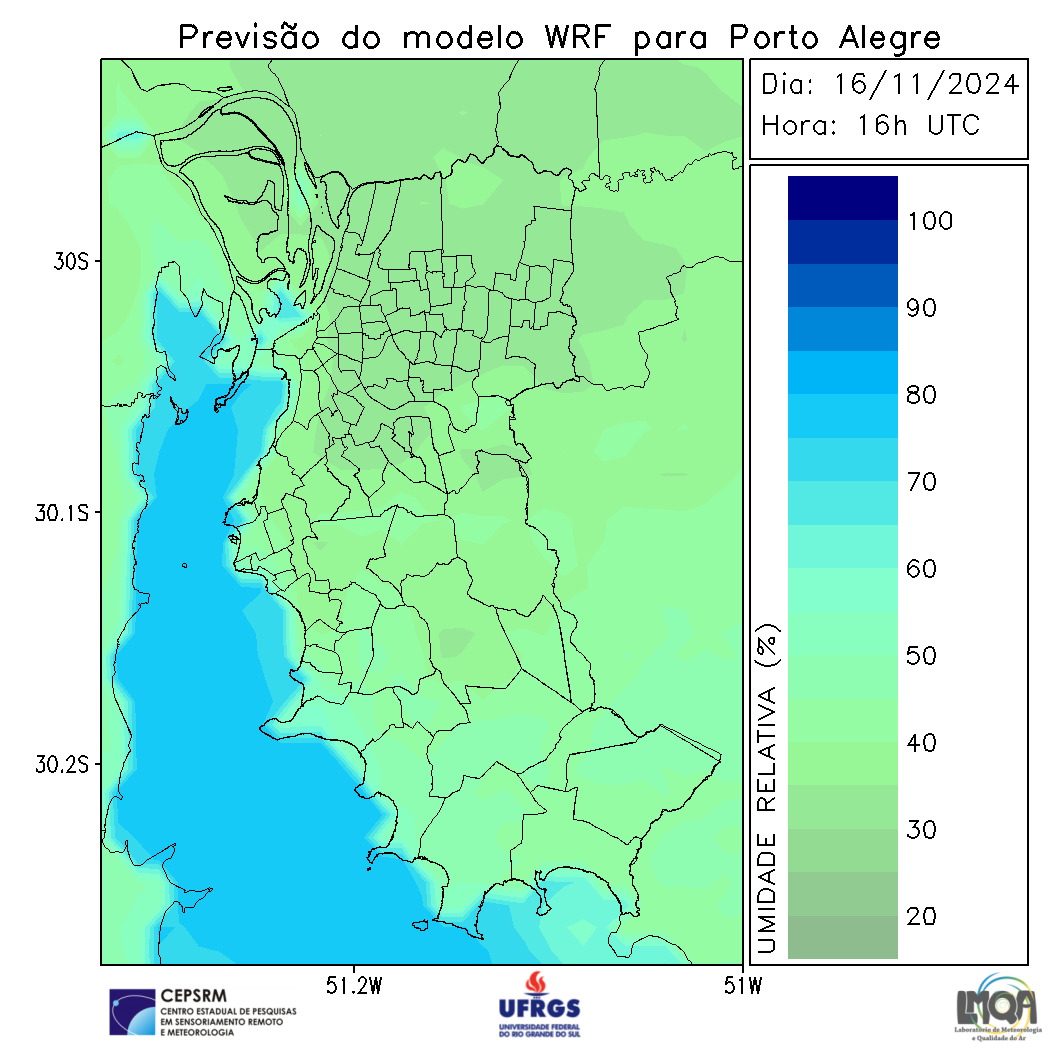 Previsão do modelo WRF para Porto Alegre
Dia: 16/11/2024
Hora: 16h UTC
30S
30.1S
30.2S
51.2W
51W
100
90
80
70
60
50
40
30
20
UMIDADE RELATIVA (%)
CEPSRM
CENTRO ESTADUAL DE PESQUISAS
EM SENSORIAMENTO REMOTO
E METEOROLOGIA
UFRGS
UNIVERSIDADE FEDERAL
DO RIO GRANDE DO SUL
LMQA
Laboratório de Meteorologia
e Qualidade do Ar